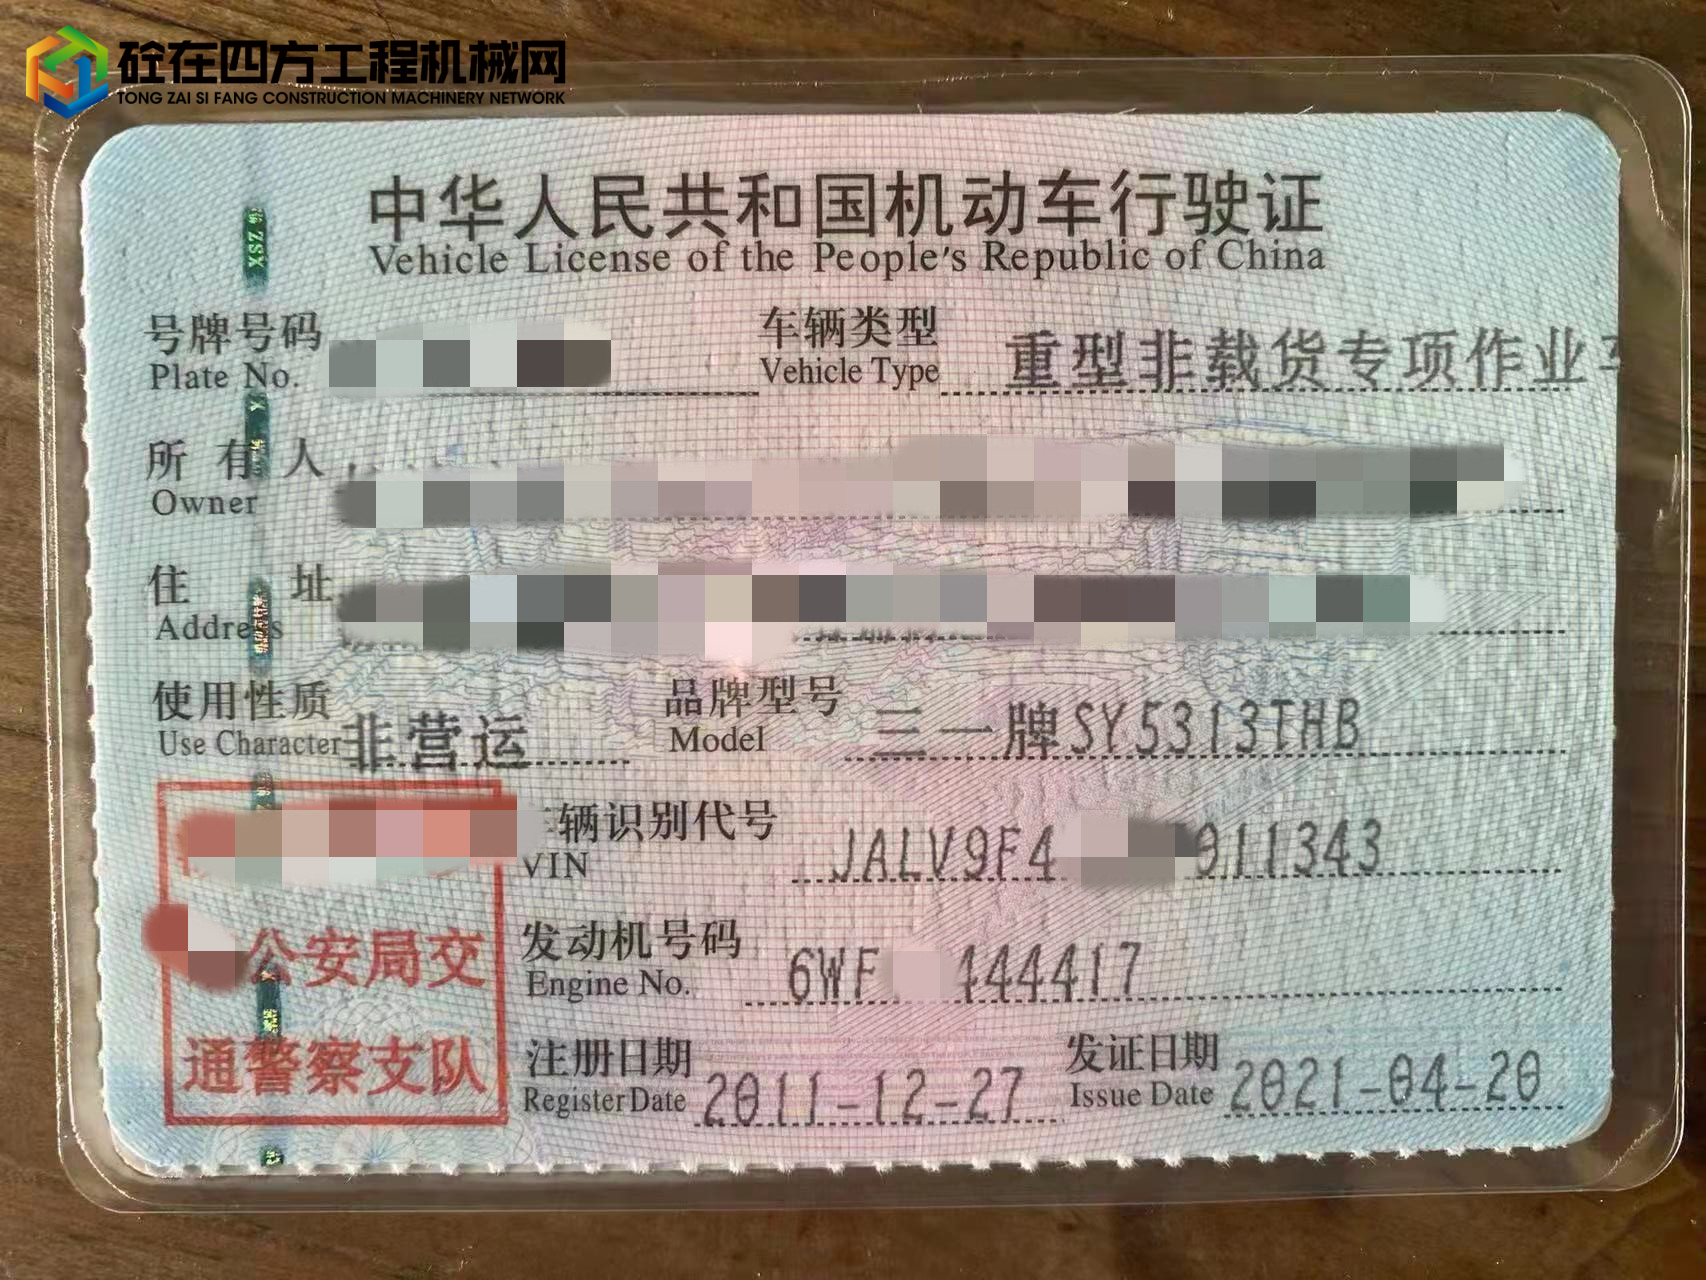 砼在四方工程机械网
TONG ZAI SI FANG CONSTRUCTION MACHINERY NETWORK
中华人民共和国机动车行驶证
Vehicle License of the People's Republic of China
号牌号码
Plate No.
车辆类型
Vehicle Type
重型非载货专项作业
所有人
Owner
住址
Address
使用性质
Use Character
非营运
品牌型号
Model
三一牌SY5313THB
辆识别代号
VIN
JALV9F4 011343
公安局交
通警察支队
发动机号码
Engine No.
6WF 444417
注册日期
Register Date
2011-12-27
发证日期
Issue Date
2021-04-20